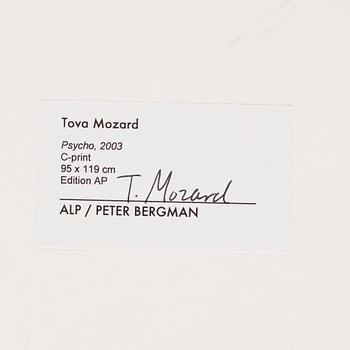 Tova Mozard
Psycho, 2003
C-print
95 x 119 cm
Edition AP
T. Mozard
ALP / PETER BERGMAN